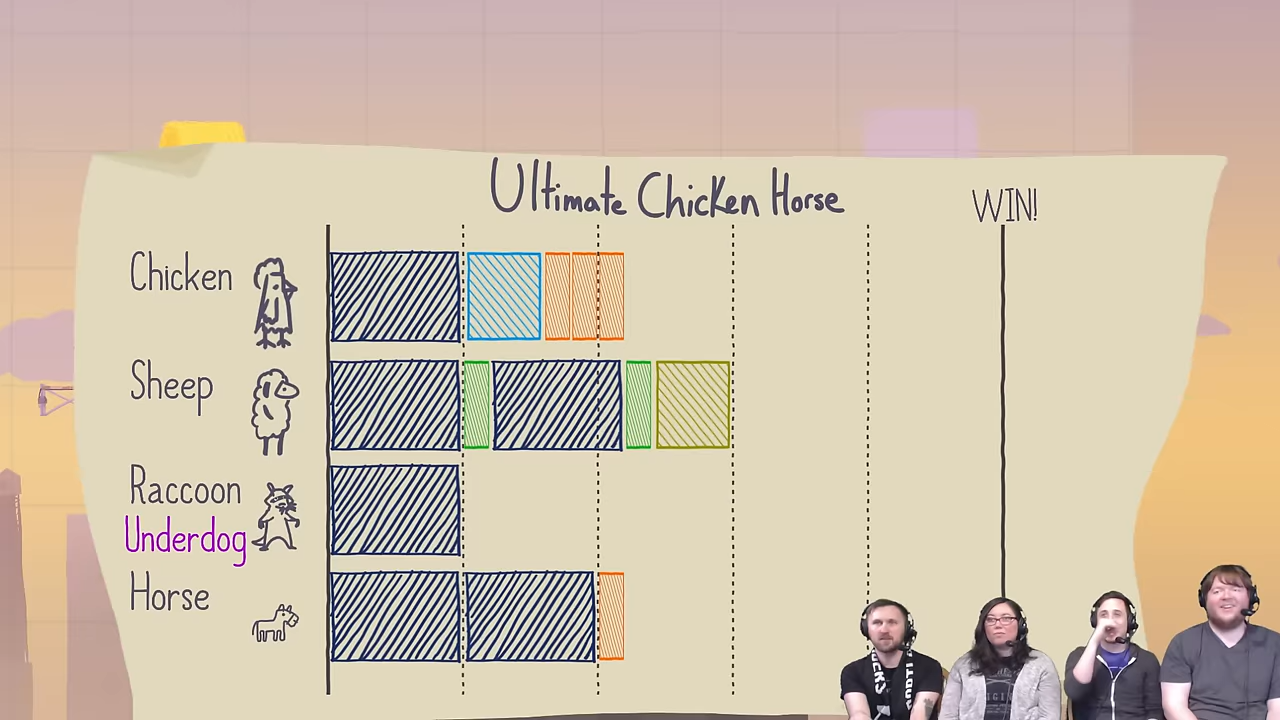 Ultimate Chicken Horse
WIN!
Chicken
Sheep
Raccoon
Underdog
Horse